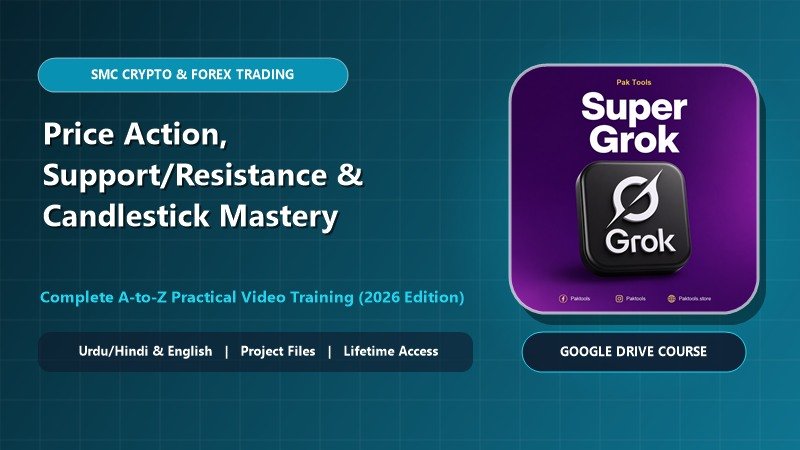 SMC CRYPTO & FOREX TRADING
Price Action,
Support/Resistance &
Candlestick Mastery
Complete A-to-Z Practical Video Training (2026 Edition)
Urdu/Hindi & English | Project Files | Lifetime Access
Pak Tools
Super
Grok
Grok
Paktools
Paktools
Paktools.store
GOOGLE DRIVE COURSE